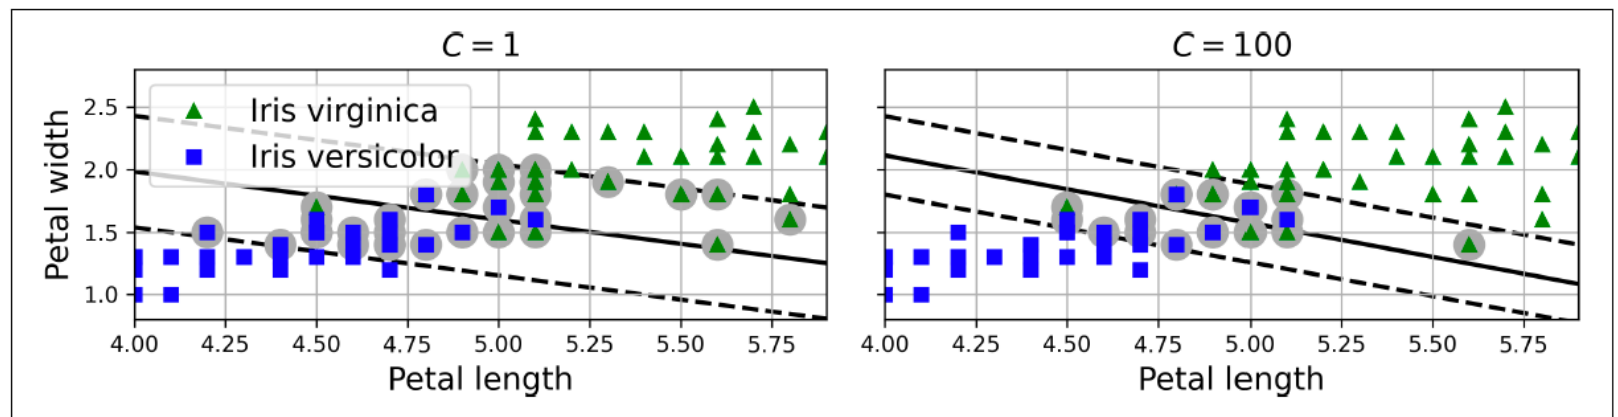 C = 1
C = 100
Iris virginica
Iris versicolor
Petal width
2.5
2.0
1.5
1.0
4.00 4.25 4.50 4.75 5.00 5.25 5.50 5.75
4.00 4.25 4.50 4.75 5.00 5.25 5.50 5.75
Petal length
Petal length